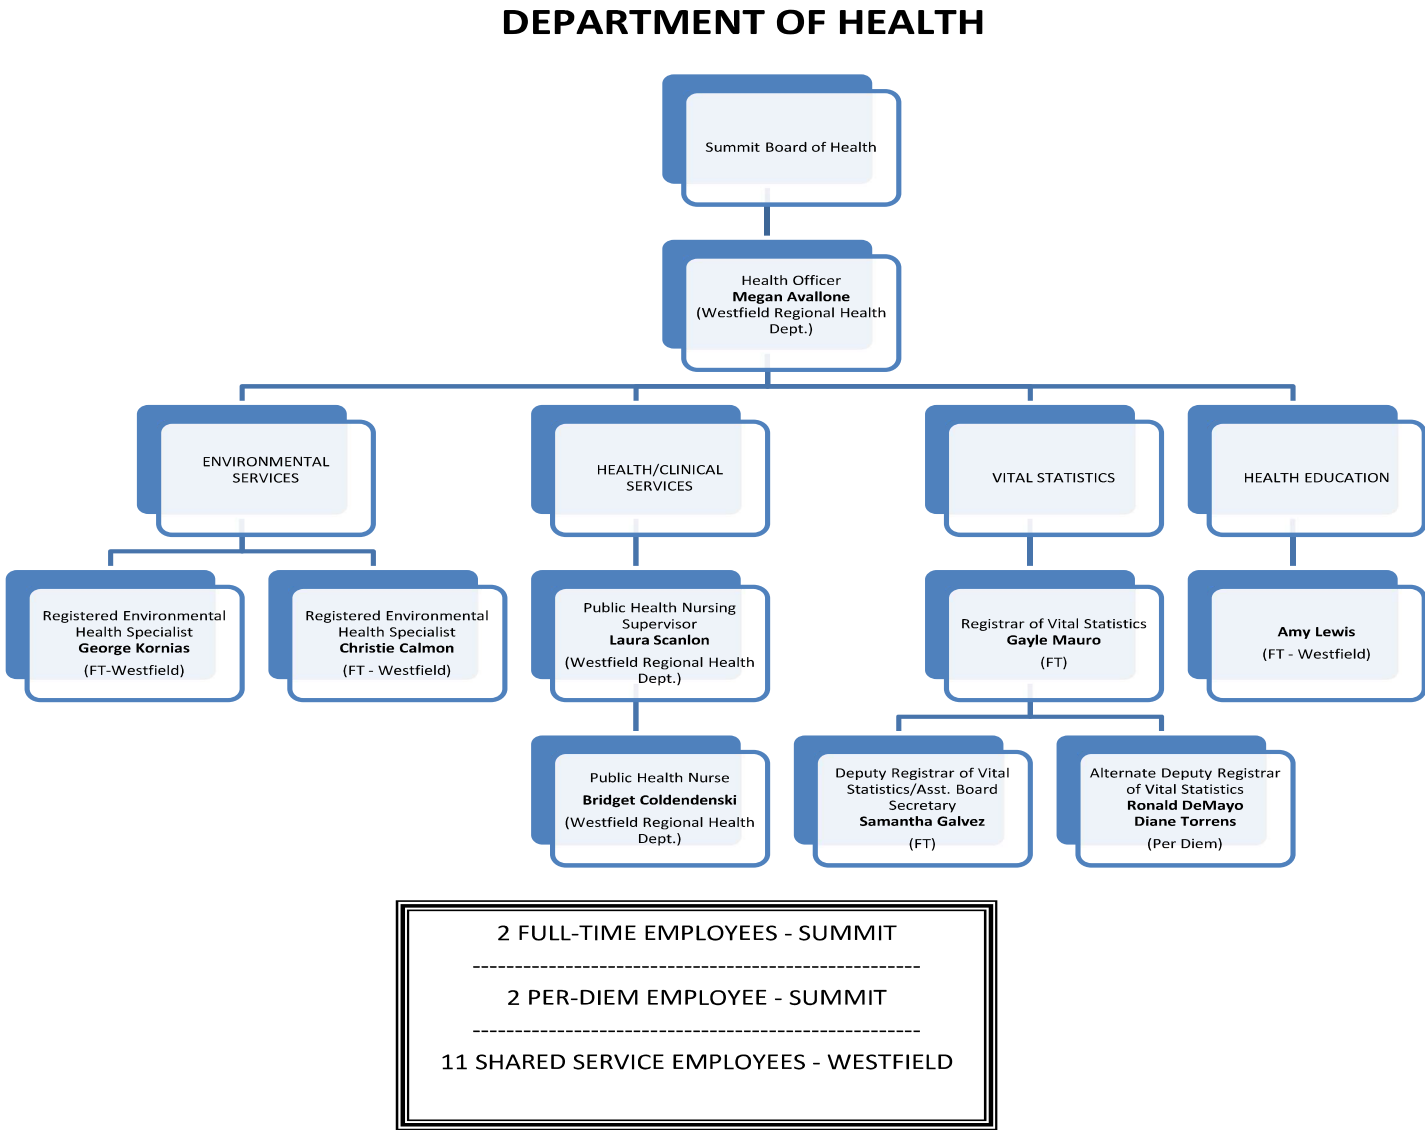 DEPARTMENT OF HEALTH
Summit Board of Health
Health Officer
Megan Avallone
(Westfield Regional Health
Dept.)
ENVIRONMENTAL
SERVICES
HEALTH/CLINICAL
SERVICES
VITAL STATISTICS
HEALTH EDUCATION
Registered Environmental
Health Specialist
George Kornias
(FT-Westfield)
Registered Environmental
Health Specialist
Christie Calmon
(FT - Westfield)
Public Health Nursing
Supervisor
Laura Scanlon
(Westfield Regional Health
Dept.)
Registrar of Vital Statistics
Gayle Mauro
(FT)
Amy Lewis
(FT - Westfield)
Public Health Nurse
Bridget Coldendenski
(Westfield Regional Health
Dept.)
Deputy Registrar of Vital
Statistics/Asst. Board
Secretary
Samantha Galvez
(FT)
Alternate Deputy Registrar
of Vital Statistics
Ronald DeMayo
Diane Torrens
(Per Diem)
2 FULL-TIME EMPLOYEES - SUMMIT
-----------------------------------------------------
2 PER-DIEM EMPLOYEE - SUMMIT
-----------------------------------------------------
11 SHARED SERVICE EMPLOYEES - WESTFIELD